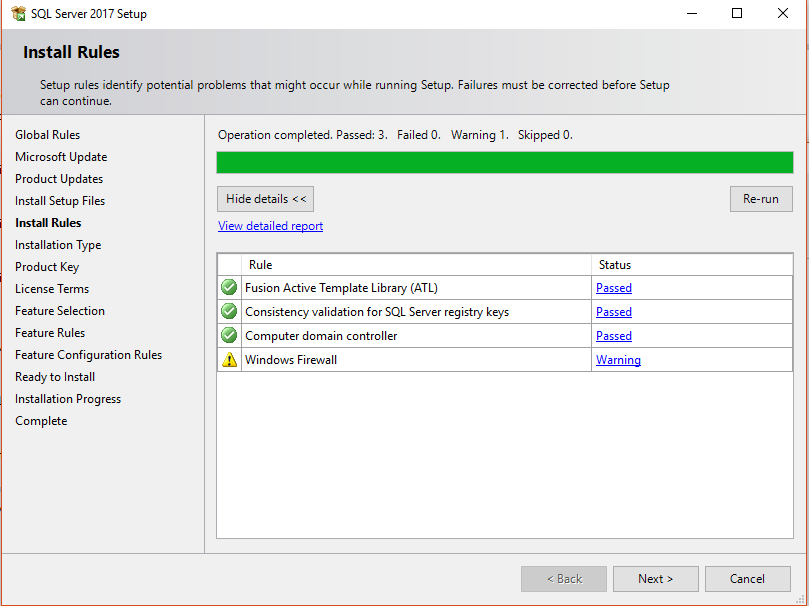 SQL Server 2017 Setup
Install Rules
Setup rules identify potential problems that might occur while running Setup. Failures must be corrected before Setup
can continue.
Global Rules
Microsoft Update
Product Updates
Install Setup Files
Install Rules
Installation Type
Product Key
License Terms
Feature Selection
Feature Rules
Feature Configuration Rules
Ready to Install
Installation Progress
Complete
Operation completed. Passed: 3. Failed 0. Warning 1. Skipped 0.
Hide details <<
Re-run
View detailed report
Rule Status
Fusion Active Template Library (ATL) Passed
Consistency validation for SQL Server registry keys Passed
Computer domain controller Passed
Windows Firewall Warning
< Back Next > Cancel